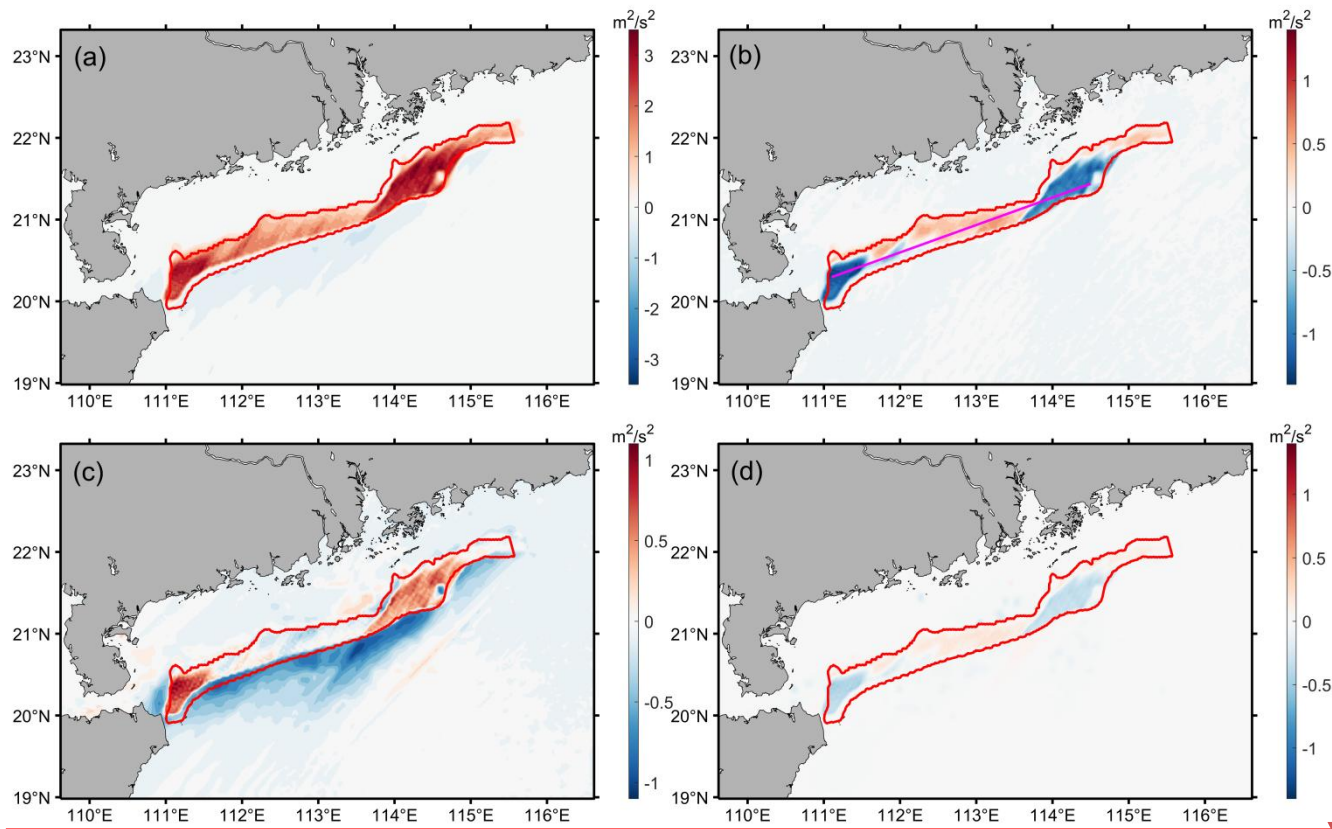 m²/s² m²/s²
(a) (b)
23°N 3 23°N 1
22°N 2 22°N
1 0.5
21°N 0 21°N 0
-1 -0.5
20°N -2 20°N
-3 -1
19°N 19°N
110°E 111°E 112°E 113°E 114°E 115°E 116°E 110°E 111°E 112°E 113°E 114°E 115°E 116°E
m²/s² m²/s²
(c) (d)
23°N 1 23°N 1
22°N 0.5 22°N 0.5
21°N 0 21°N 0
20°N -0.5 20°N -0.5
19°N -1 19°N -1
110°E 111°E 112°E 113°E 114°E 115°E 116°E 110°E 111°E 112°E 113°E 114°E 115°E 116°E